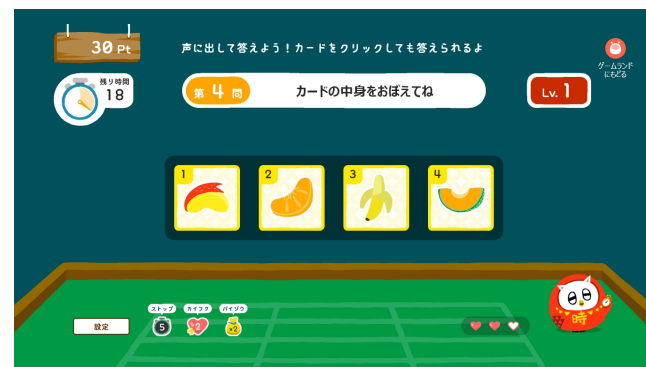 30 Pt
声に出して答えよう！カードをクリックしても答えられるよ
ゲームランド
にもどる
残り時間
18
第 4 問
カードの中身をおぼえてね
Lv. 1
1
2
3
4
ストップ
カイフク
バイゾウ
設定
5
2
×2
時